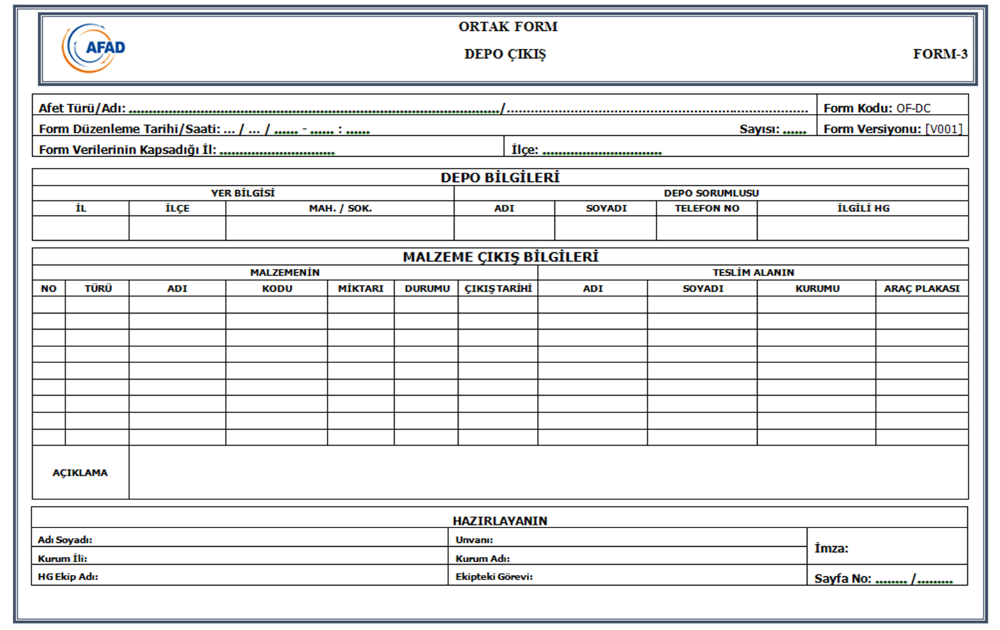 AFAD
ORTAK FORM
DEPO ÇIKIŞ
FORM-3
Afet Türü/Adı: ............................................................................................./............................................................................ Form Kodu: OF-DC
Form Düzenleme Tarihi/Saati: ... / ... / ...... - ...... : ...... Sayısı: ...... Form Versiyonu: [V001]
Form Verilerinin Kapsadığı İl: ............................. İlçe: ..............................
DEPO BİLGİLERİ
YER BİLGİSİ DEPO SORUMLUSU
İL İLÇE MAH. / SOK. ADI SOYADI TELEFON NO İLGİLİ HG
MALZEME ÇIKIŞ BİLGİLERİ
MALZEMENİN TESLİM ALANIN
NO TÜRÜ ADI KODU MİKTARI DURUMU ÇIKIŞ TARİHİ ADI SOYADI KURUMU ARAÇ PLAKASI
AÇIKLAMA
HAZIRLAYANIN
Adı Soyadı: Unvanı: İmza:
Kurum İli: Kurum Adı:
HG Ekip Adı: Ekipteki Görevi: Sayfa No: ........ /.........